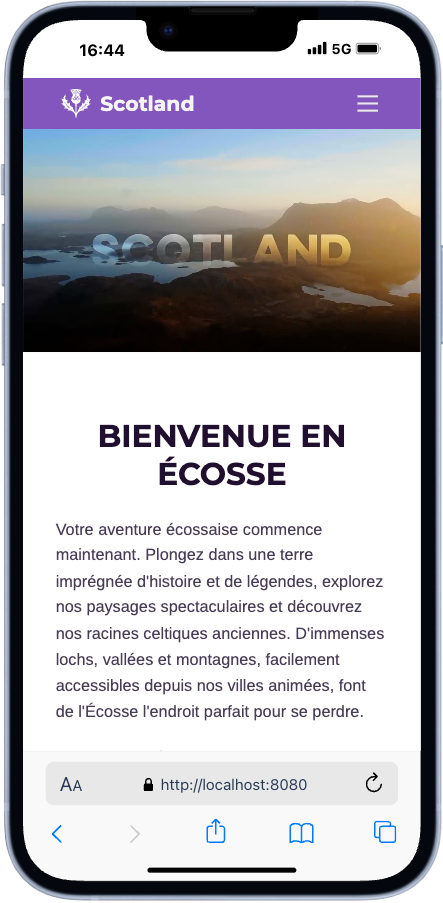 16:44
5G
Scotland
SCOTLAND
BIENVENUE EN
ÉCOSSE
Votre aventure écossaise commence
maintenant. Plongez dans une terre
imprégnée d'histoire et de légendes, explorez
nos paysages spectaculaires et découvrez
nos racines celtiques anciennes. D'immenses
lochs, vallées et montagnes, facilement
accessibles depuis nos villes animées, font
de l'Écosse l'endroit parfait pour se perdre.
AA
http://localhost:8080